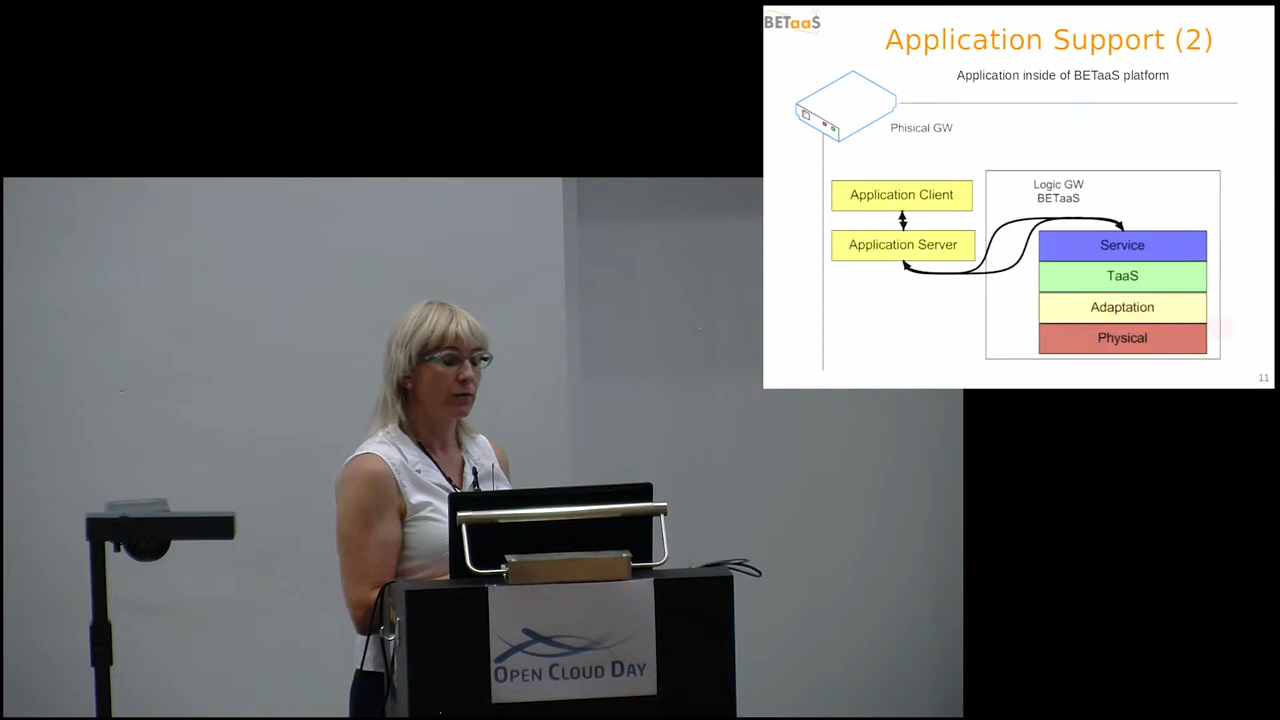 BETaaS
Application Support (2)
Application inside of BETaaS platform
Phisical GW
Application Client
Application Server
Logic GW
BETaaS
Service
TaaS
Adaptation
Physical
11
OPEN CLOUD DAY